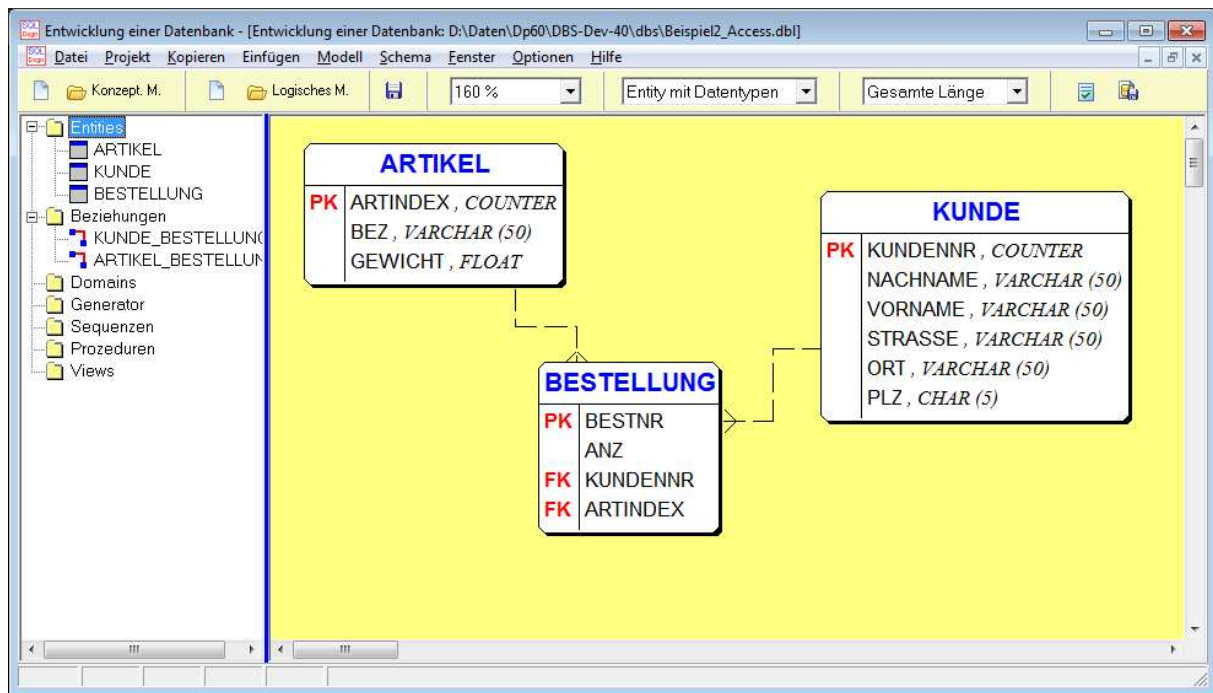 Entwicklung einer Datenbank - [Entwicklung einer Datenbank: D:\Daten\Dp60\DBS-Dev-40\dbs\Beispiel2_Access.dbl]
Datei Projekt Kopieren Einfügen Modell Schema Fenster Optionen Hilfe
Konzept. M. Logisches M. 160 % Entity mit Datentypen Gesamte Länge
Entities
ARTIKEL
KUNDE
BESTELLUNG
Beziehungen
KUNDE_BESTELLUNG
ARTIKEL_BESTELLUN
Domains
Generator
Sequenzen
Prozeduren
Views
ARTIKEL
PK ARTINDEX , COUNTER
BEZ , VARCHAR (50)
GEWICHT , FLOAT
KUNDE
PK KUNDENNR , COUNTER
NACHNAME , VARCHAR (50)
VORNAME , VARCHAR (50)
STRASSE , VARCHAR (50)
ORT , VARCHAR (50)
PLZ , CHAR (5)
BESTELLUNG
PK BESTNR
ANZ
FK KUNDENNR
FK ARTINDEX